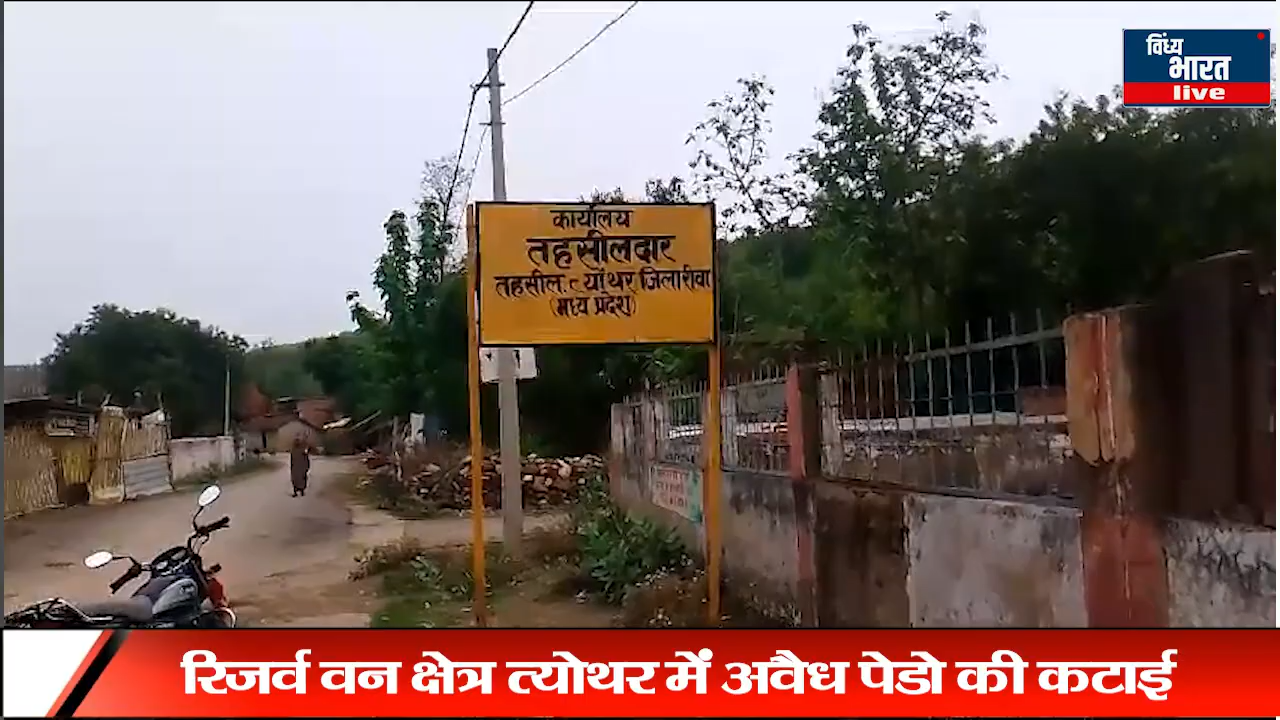 विंध्य
भारत
live
कार्यालय
तहसीलदार
तहसील. त्योंथर जिला रीवा
(मध्य प्रदेश)
रिजर्व वन क्षेत्र त्योथर में अवैध पेडो की कटाई